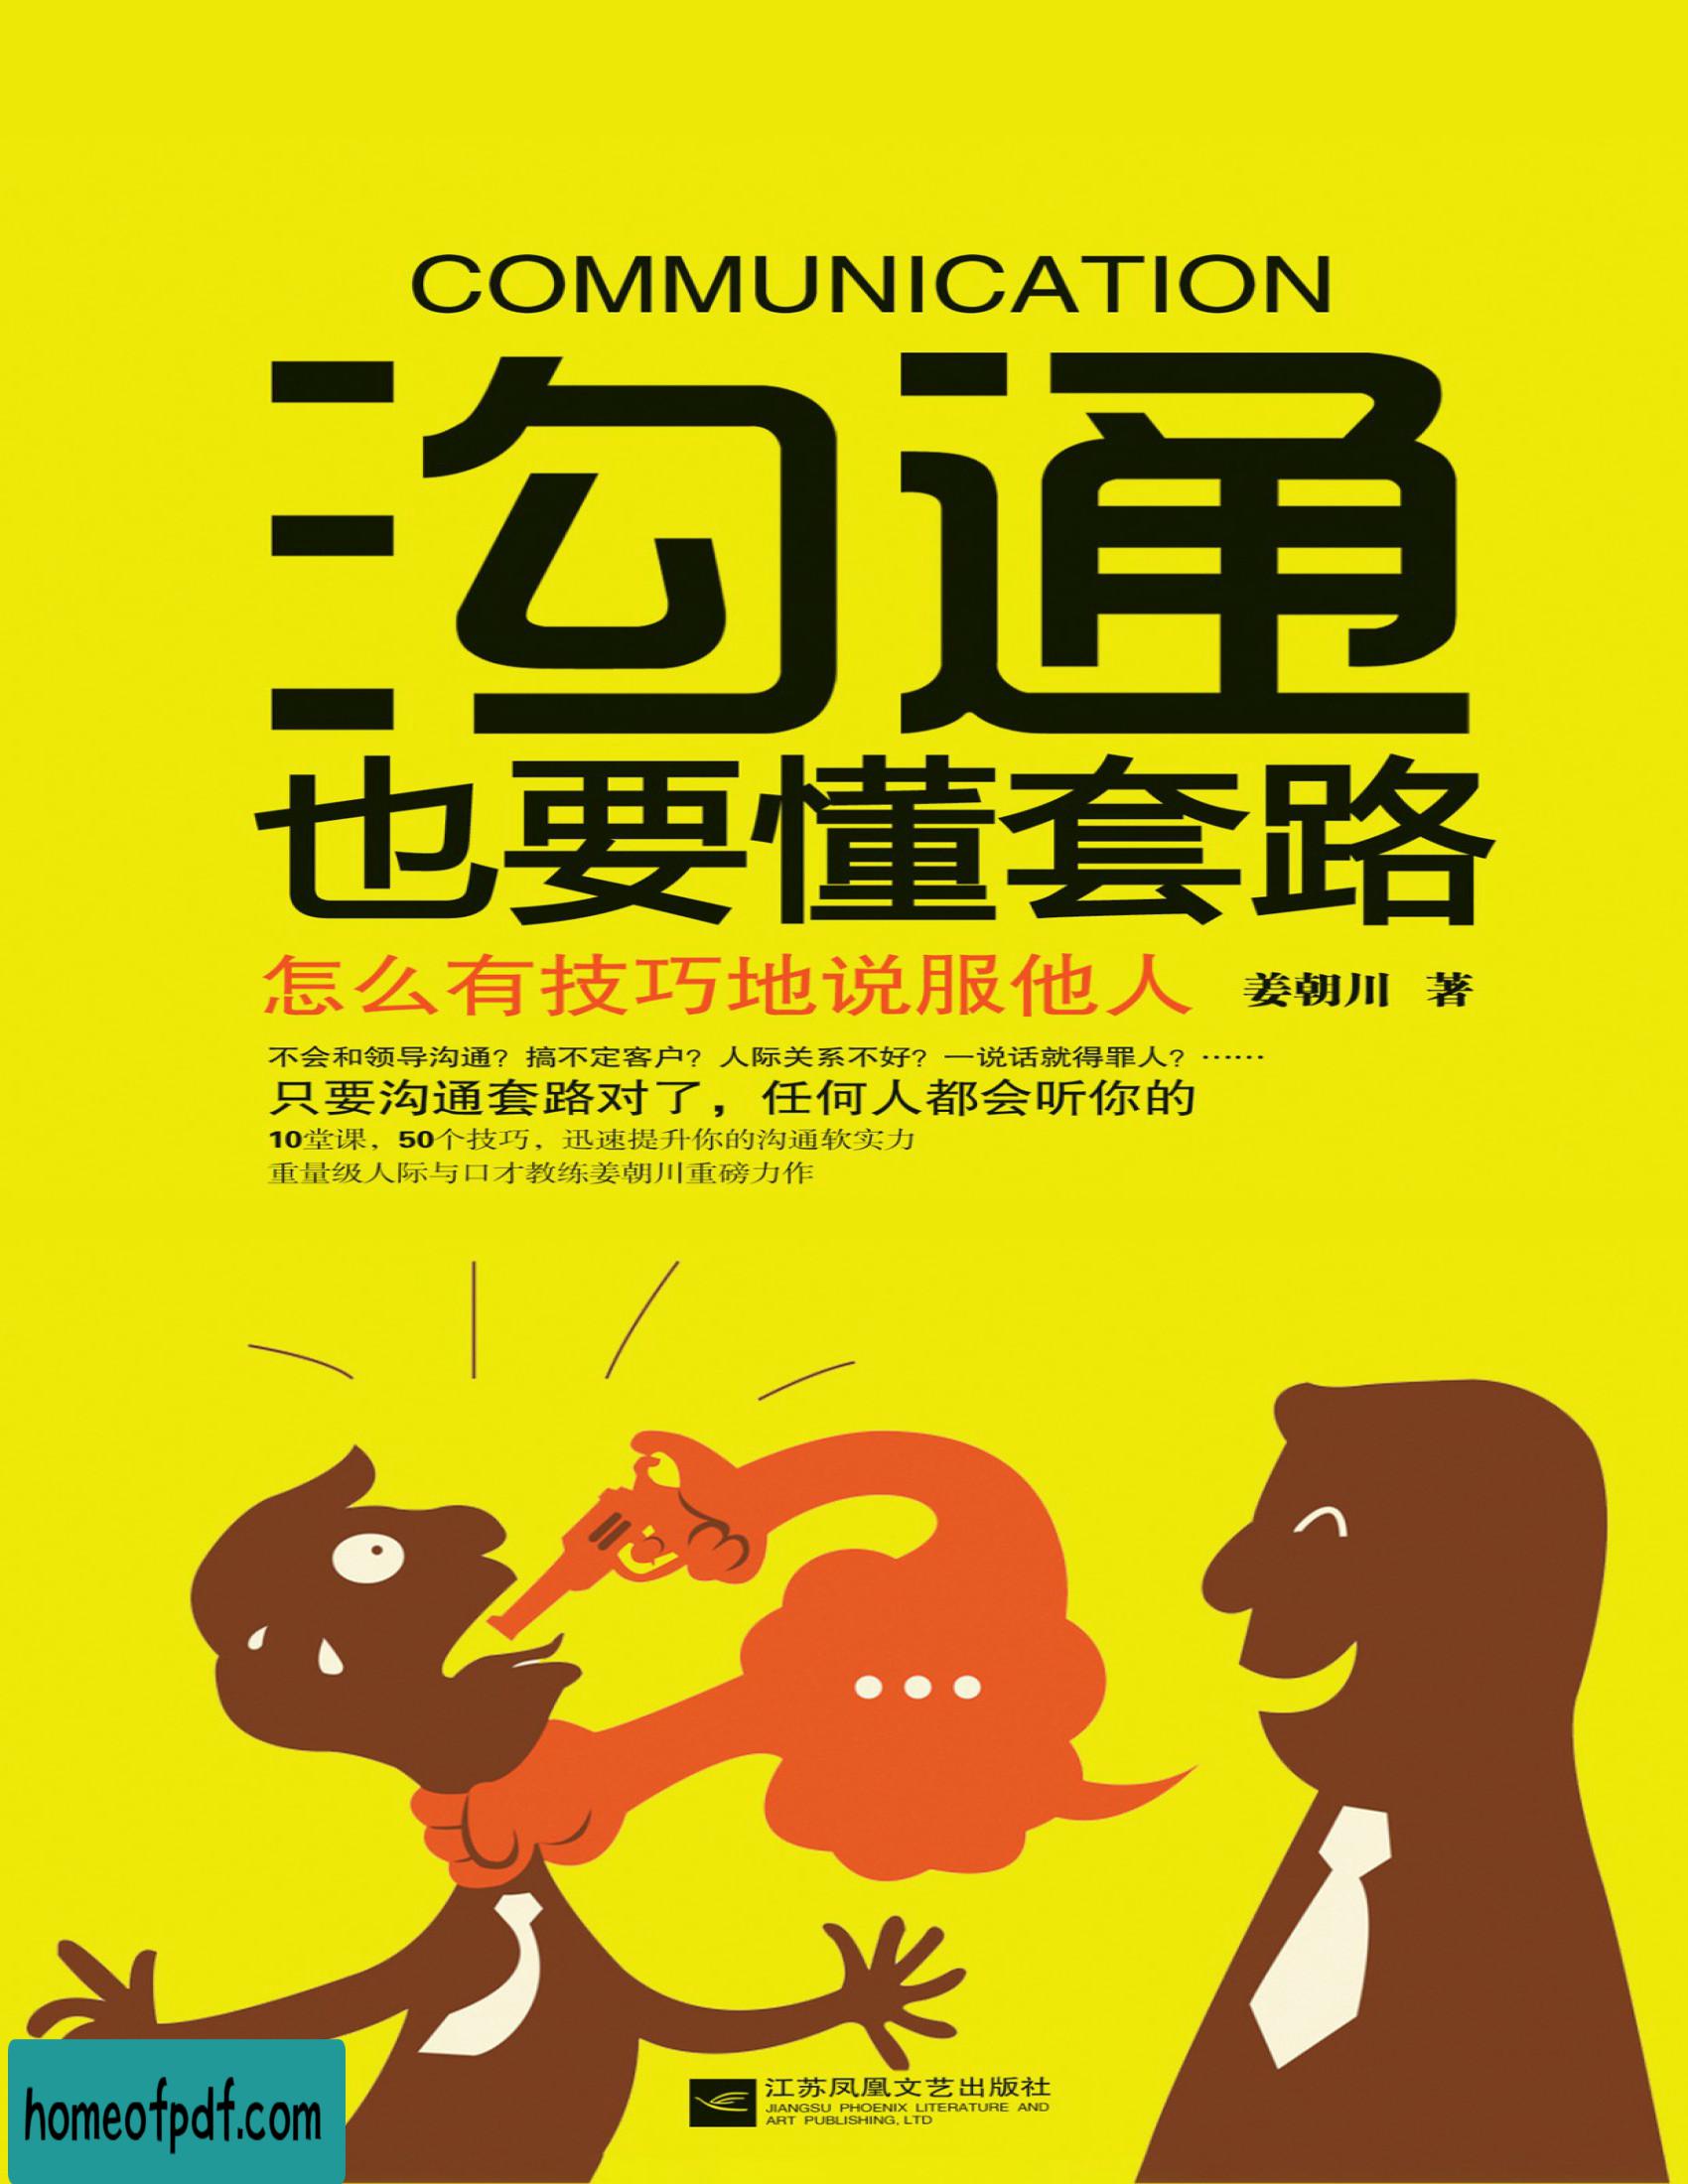 COMMUNICATION
沟通
也要懂套路
怎么有技巧地说服他人 姜朝川 著
不会和领导沟通？搞不定客户？人际关系不好？一说话就得罪人？……
只要沟通套路对了，任何人都会听你的
10堂课，50个技巧，迅速提升你的沟通软实力
重量级人际与口才教练姜朝川重磅力作
...
江苏凤凰文艺出版社
JIANGSU PHOENIX LITERATURE AND
ART PUBLISHING, LTD
homeofpdf.com